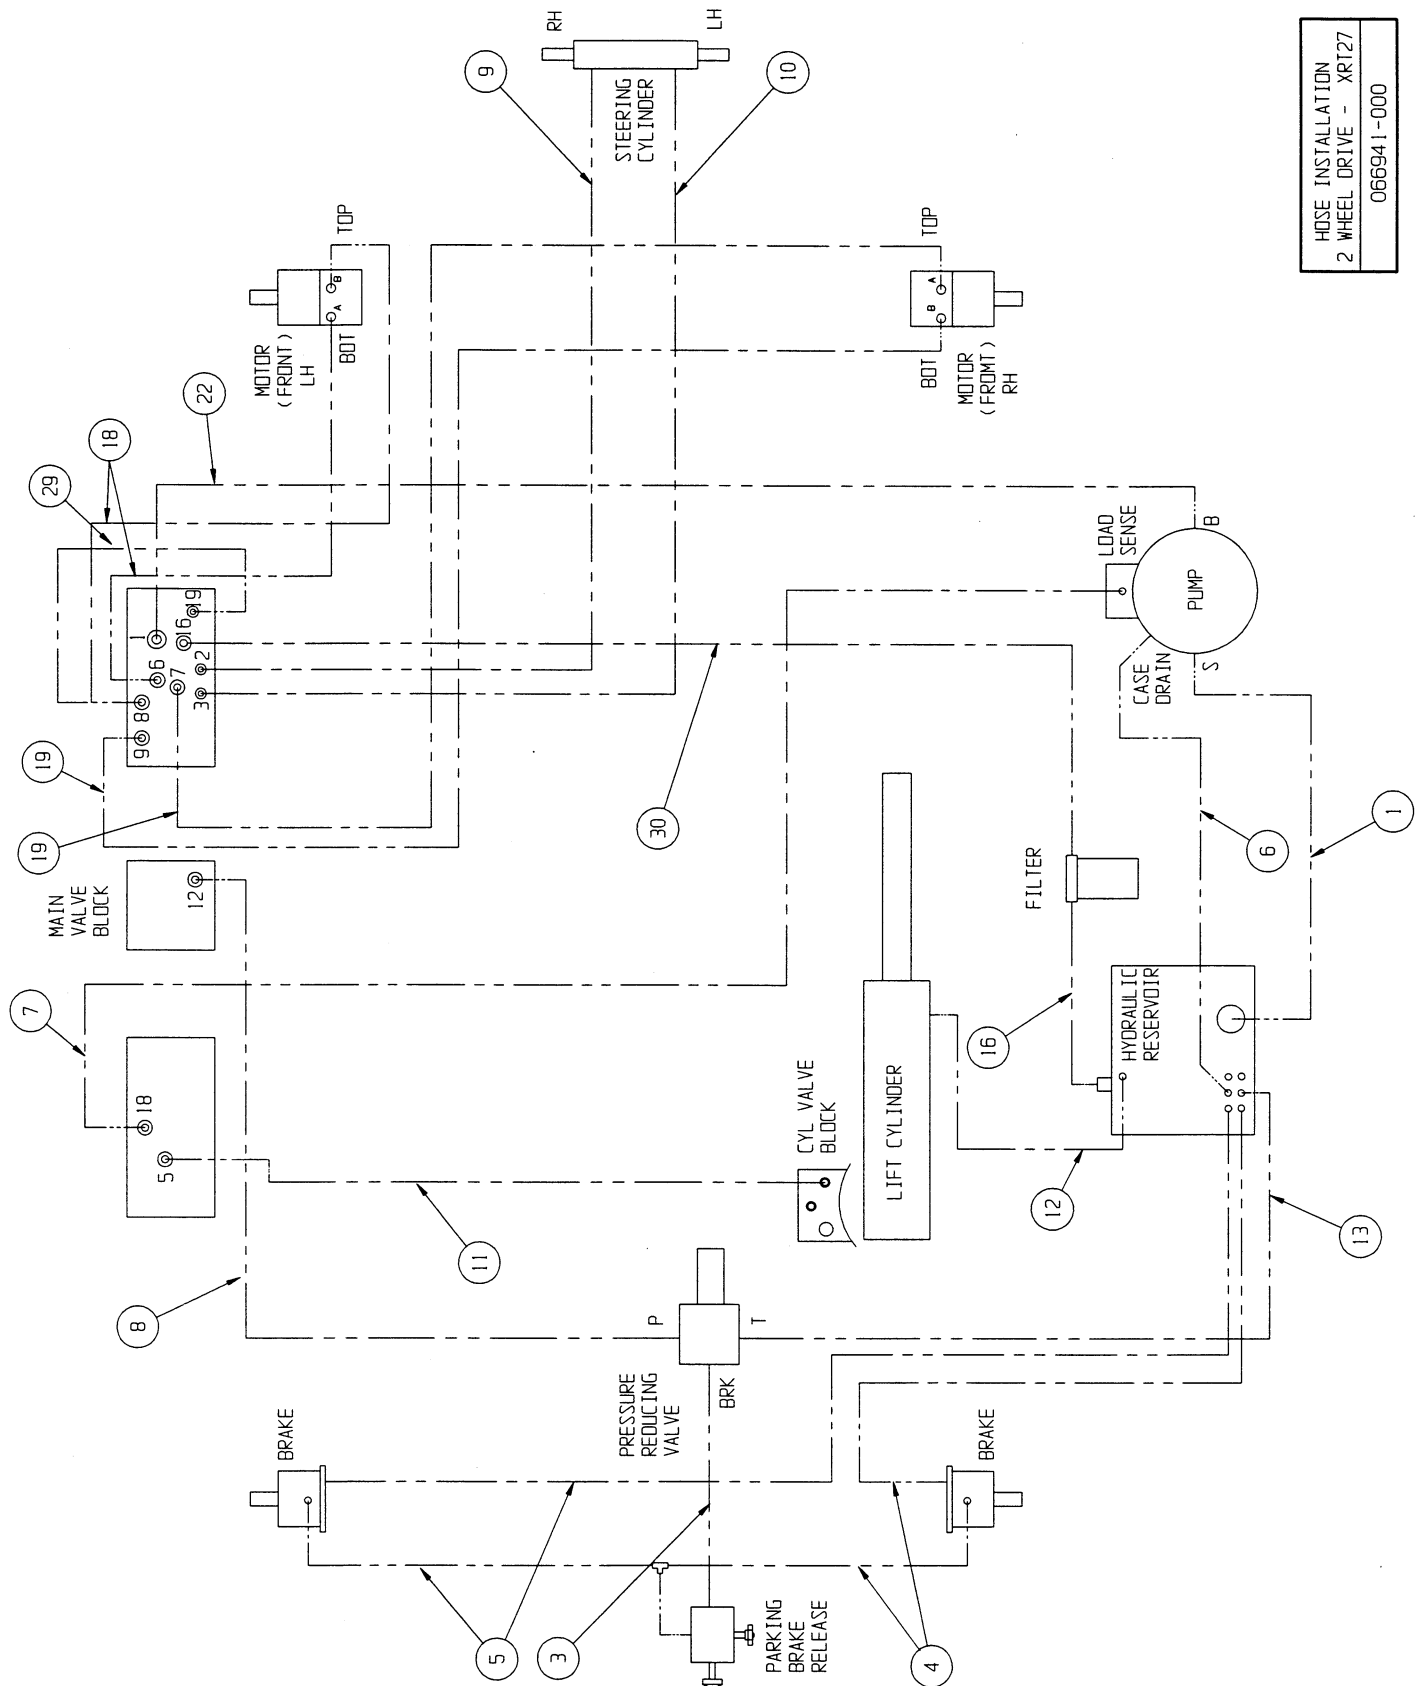 HOSE INSTALLATION
2 WHEEL DRIVE - XRT27
066941-000
RH
LH
STEERING
CYLINDER
9
10
TOP
B
A
BOT
MOTOR
(FRONT)
LH
TOP
A
B
BOT
MOTOR
(FROMT)
RH
22
18
29
19
1
16
6
2
7
3
8
9
19
19
MAIN
VALVE
BLOCK
12
7
18
5
8
11
30
LOAD
SENSE
B
PUMP
S
CASE
DRAIN
6
1
FILTER
16
HYDRAULIC
RESERVOIR
12
13
LIFT CYLINDER
CYL VALVE
BLOCK
P
T
BRK
PRESSURE
REDUCING
VALVE
BRAKE
BRAKE
5
3
4
PARKING
BRAKE
RELEASE